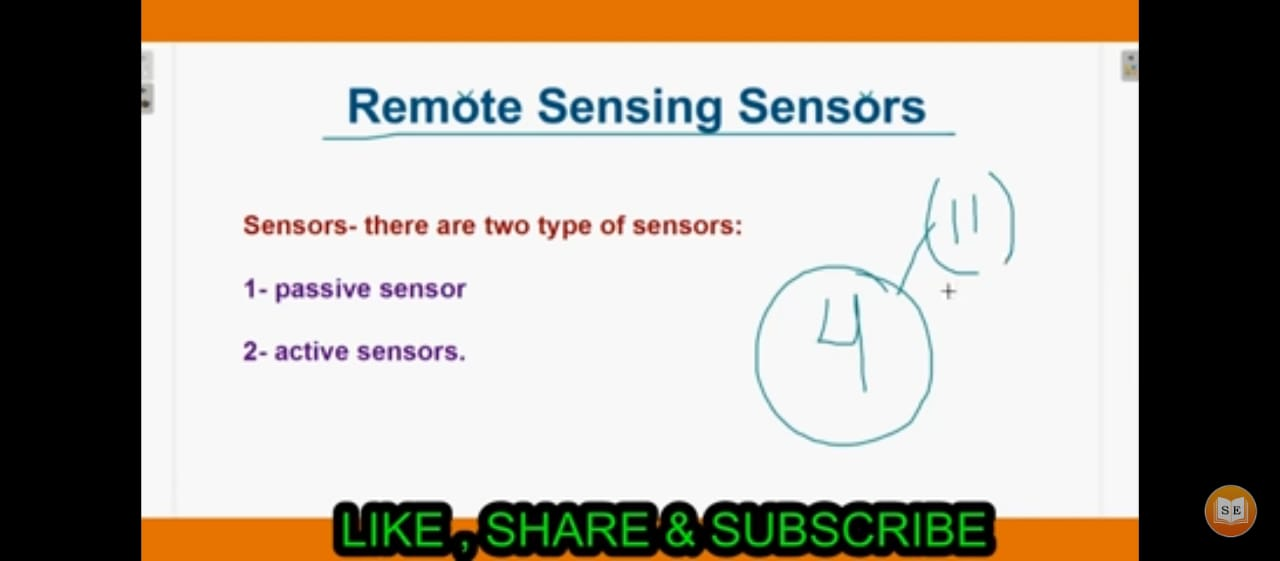 Remote Sensing Sensors
(11)
Sensors- there are two type of sensors:
1- passive sensor
4
2- active sensors.
LIKE , SHARE & SUBSCRIBE
S E